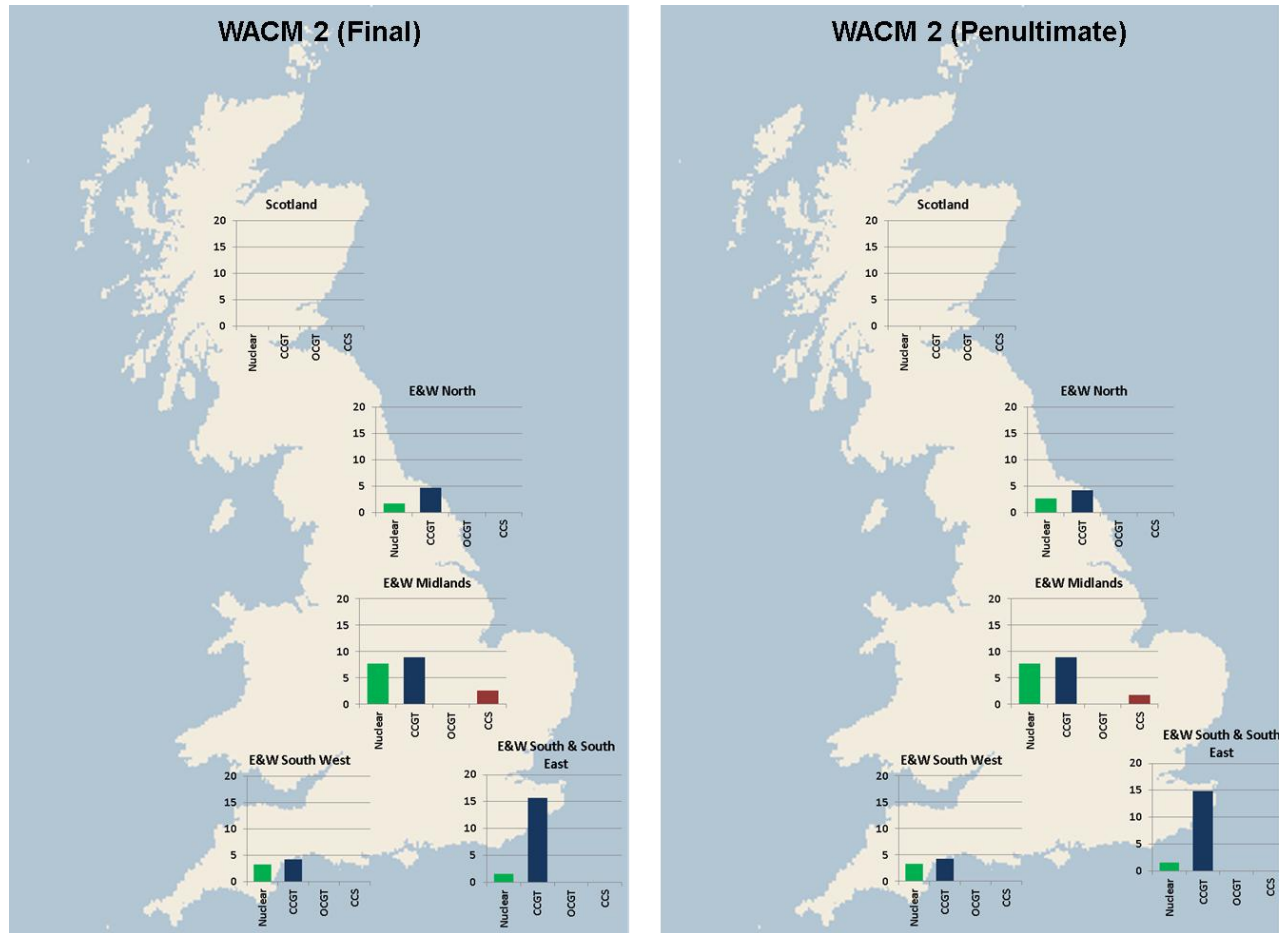 WACM 2 (Final)
Scotland
20
15
10
5
0
Nuclear
CCGT
OCGT
CCS
E&W North
20
15
10
5
0
Nuclear
CCGT
OCGT
CCS
E&W Midlands
20
15
10
5
0
Nuclear
CCGT
OCGT
CCS
E&W South West
20
15
10
5
0
Nuclear
CCGT
OCGT
CCS
E&W South & South
East
20
15
10
5
0
Nuclear
CCGT
OCGT
CCS
WACM 2 (Penultimate)
Scotland
20
15
10
5
0
Nuclear
CCGT
OCGT
CCS
E&W North
20
15
10
5
0
Nuclear
CCGT
OCGT
CCS
E&W Midlands
20
15
10
5
0
Nuclear
CCGT
OCGT
CCS
E&W South West
20
15
10
5
0
Nuclear
CCGT
OCGT
CCS
E&W South & South
East
20
15
10
5
0
Nuclear
CCGT
OCGT
CCS